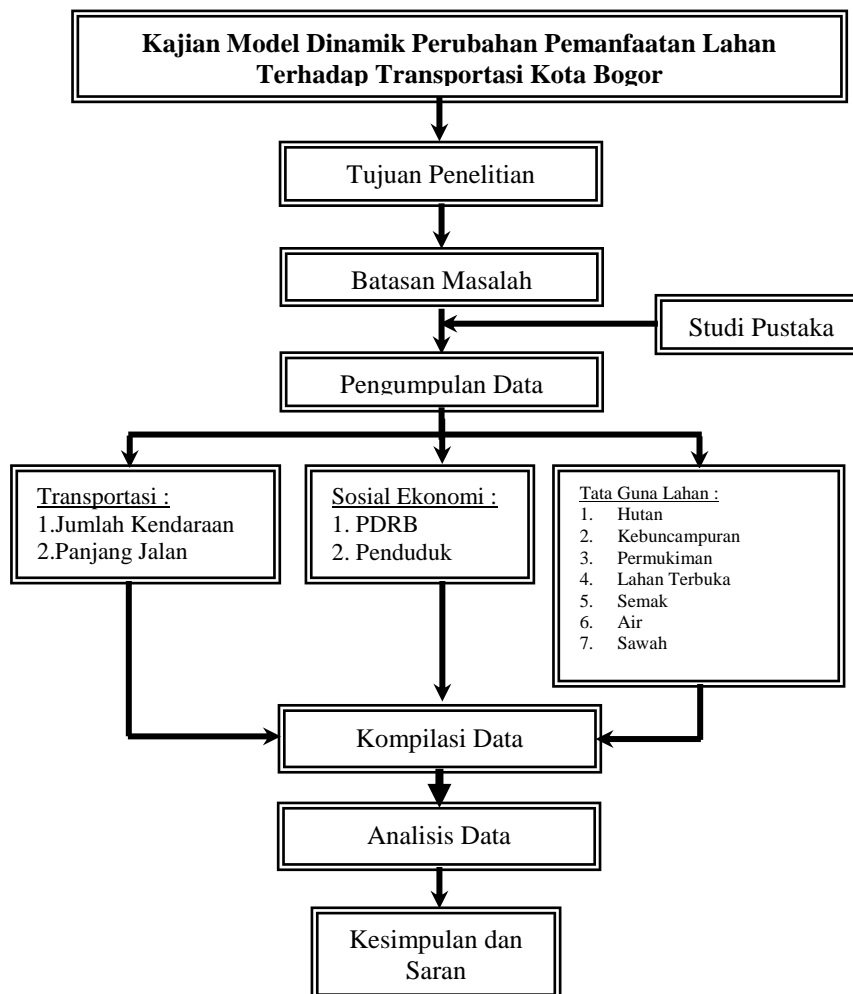 Kajian Model Dinamik Perubahan Pemanfaatan Lahan
Terhadap Transportasi Kota Bogor
Tujuan Penelitian
Batasan Masalah
Studi Pustaka
Pengumpulan Data
Transportasi :
1.Jumlah Kendaraan
2.Panjang Jalan
Sosial Ekonomi :
1. PDRB
2. Penduduk
Tata Guna Lahan :
1. Hutan
2. Kebuncampuran
3. Permukiman
4. Lahan Terbuka
5. Semak
6. Air
7. Sawah
Kompilasi Data
Analisis Data
Kesimpulan dan
Saran